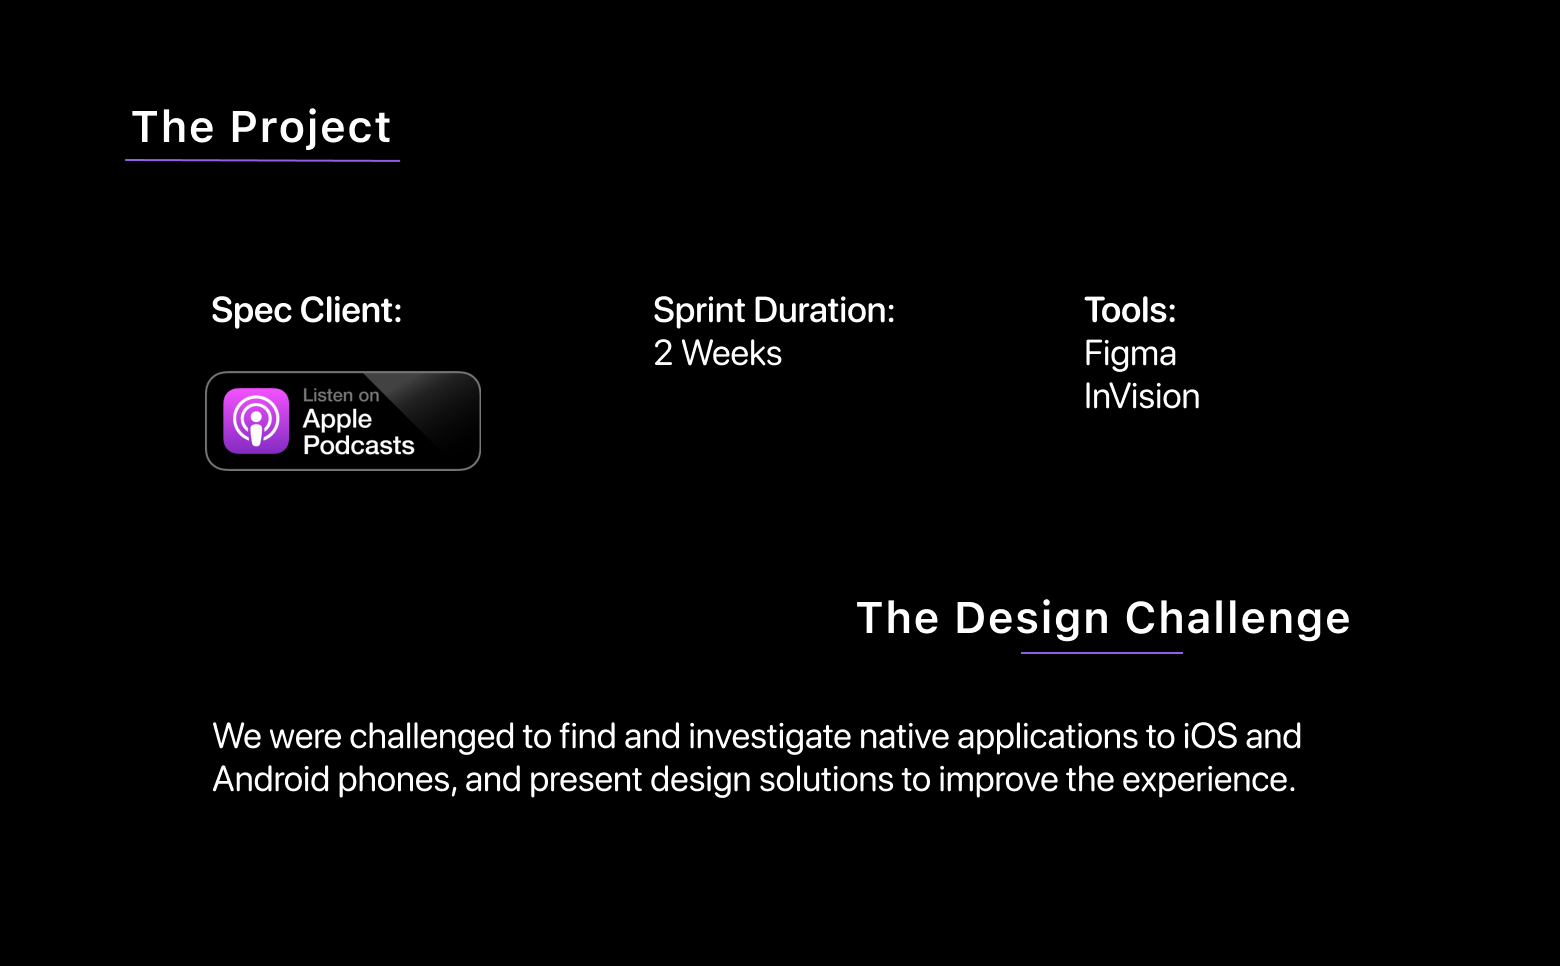 The Project
Spec Client:
Listen on
Apple
Podcasts
Sprint Duration:
2 Weeks
Tools:
Figma
InVision
The Design Challenge
We were challenged to find and investigate native applications to iOS and
Android phones, and present design solutions to improve the experience.